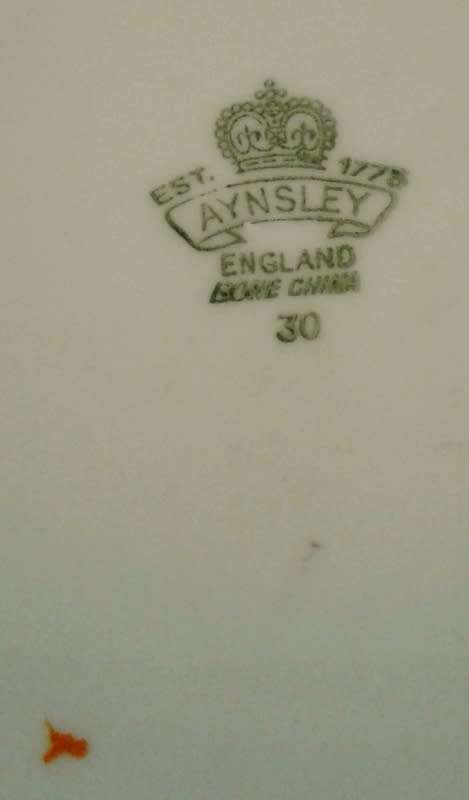 EST. 1775
AYNSLEY
ENGLAND
BONE CHINA
30